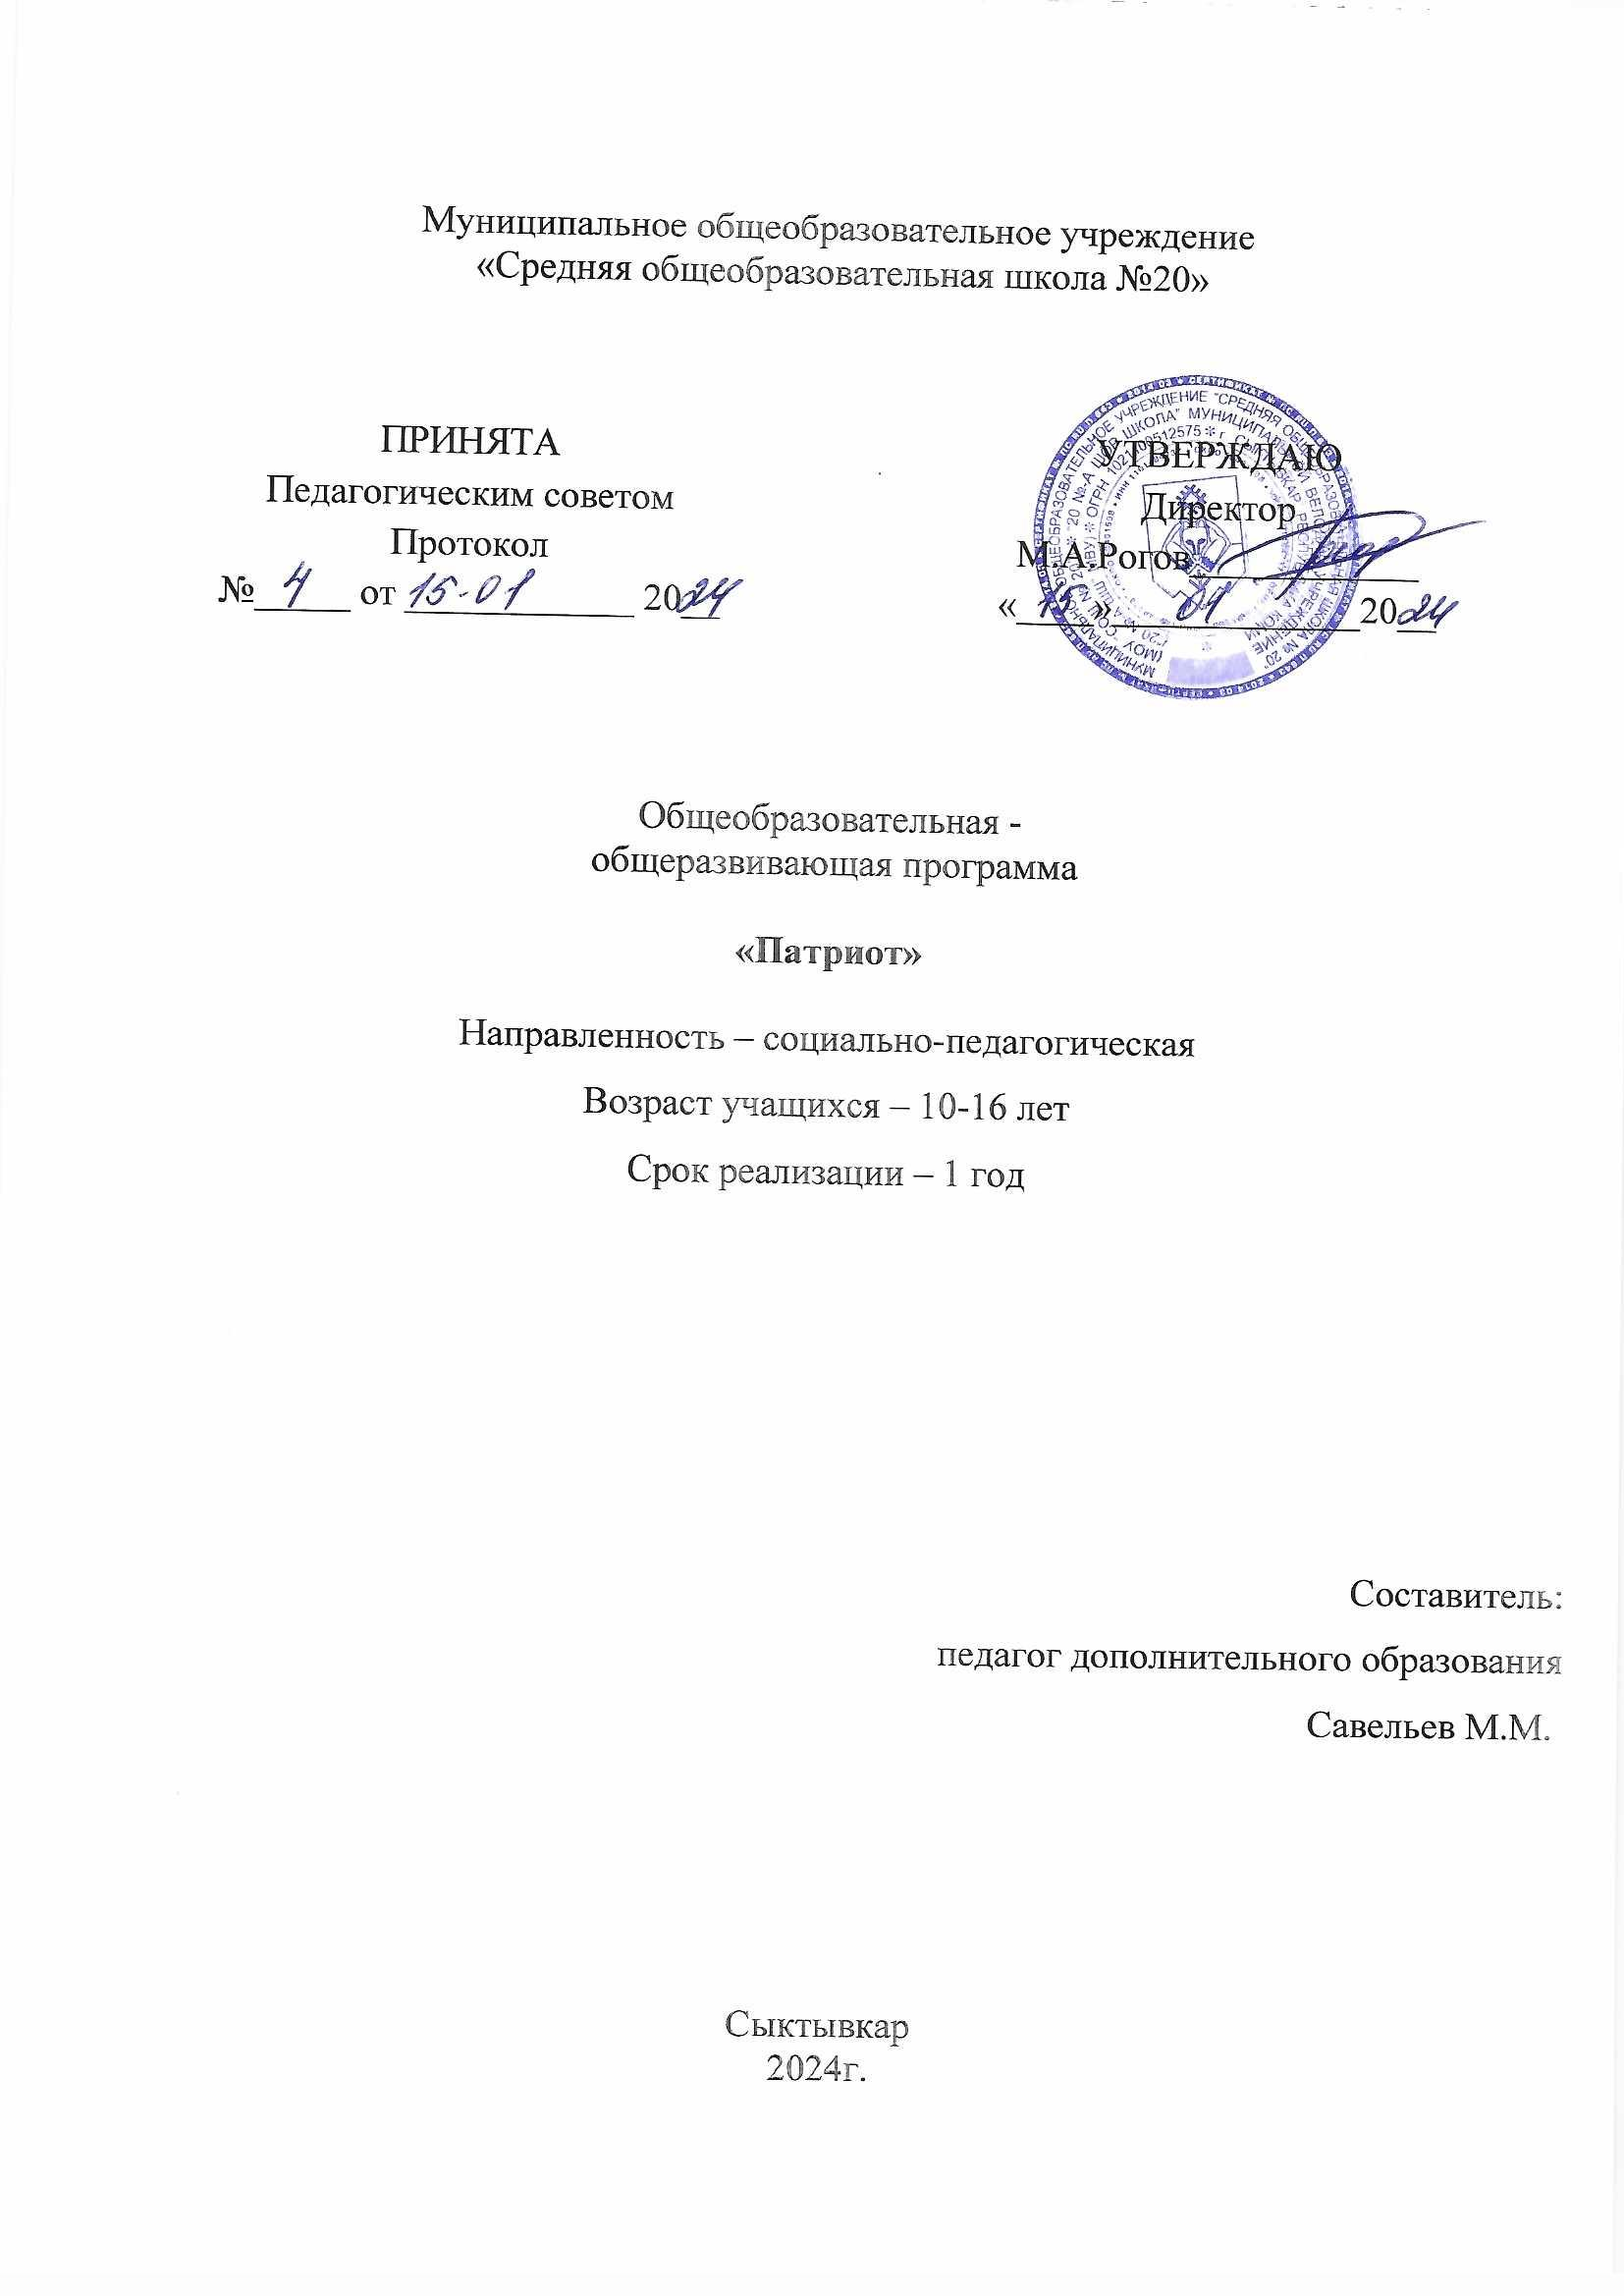 Муниципальное общеобразовательное учреждение
«Средняя общеобразовательная школа №20»
ПРИНЯТА
Педагогическим советом
Протокол
№ 4 от 15-01 2024
УТВЕРЖДАЮ
Директор
М.А.Рогов
« 15 » 01 2024
Общеобразовательная -
общеразвивающая программа
«Патриот»
Направленность – социально-педагогическая
Возраст учащихся – 10-16 лет
Срок реализации – 1 год
Составитель:
педагог дополнительного образования
Савельев М.М.
Сыктывкар
2024г.